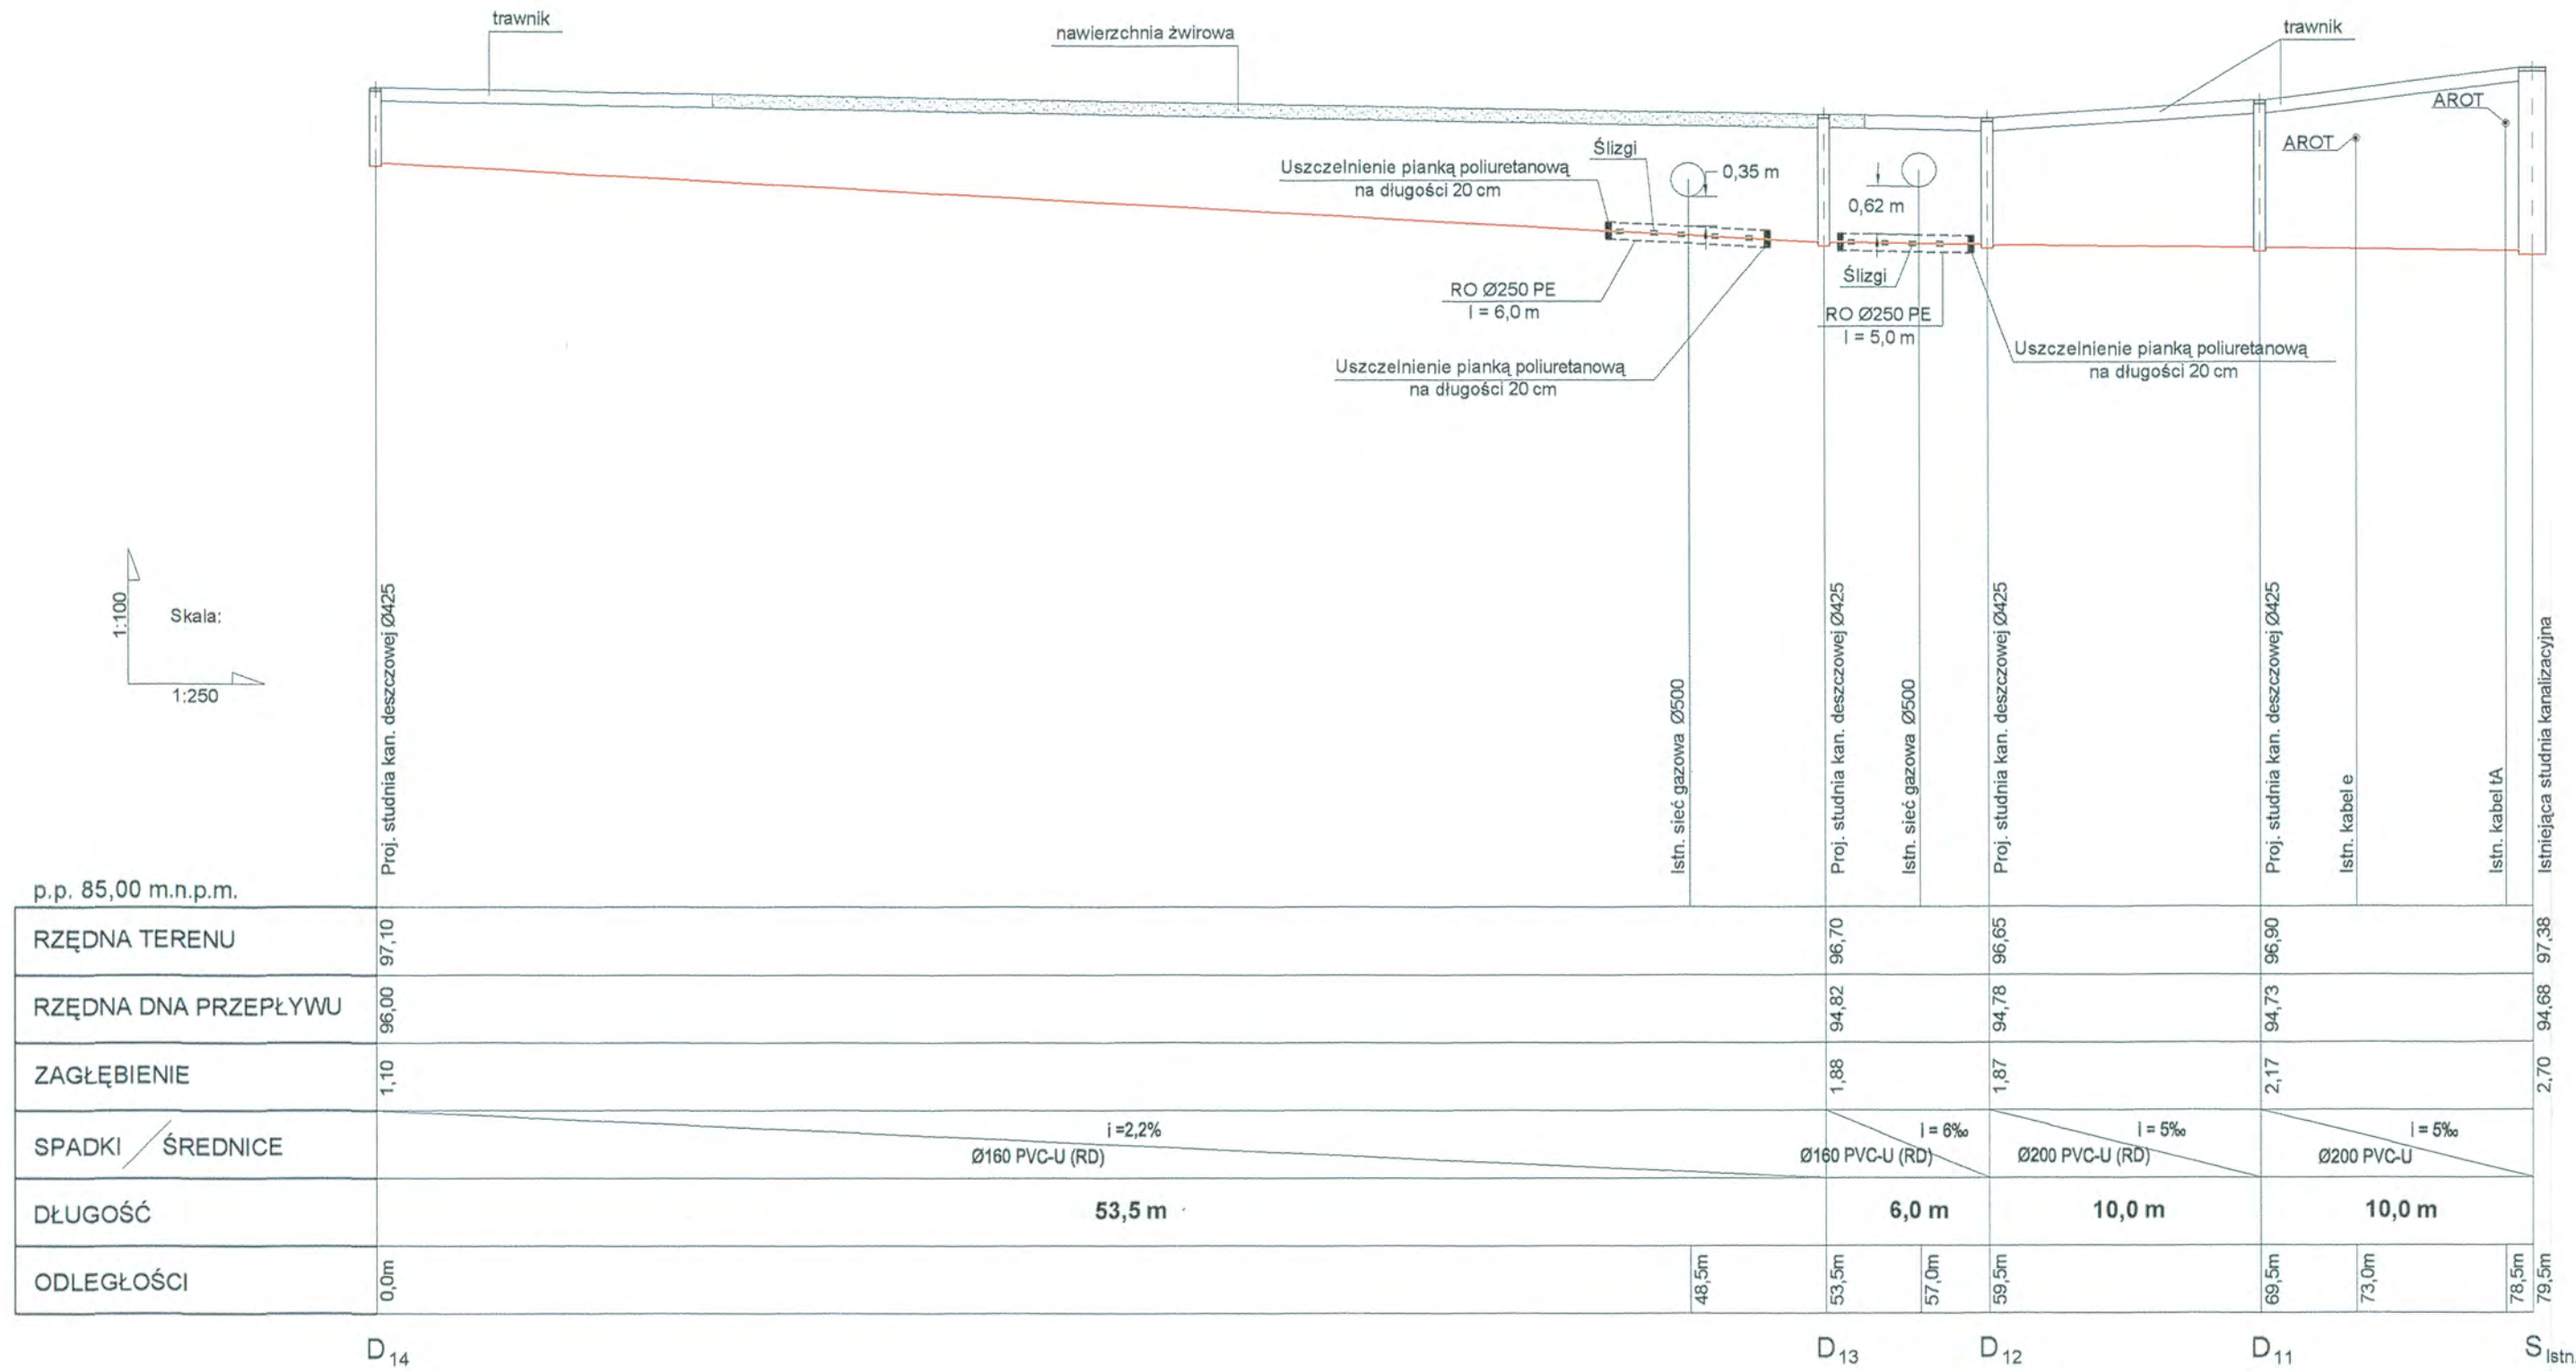 trawnik
nawierzchnia żwirowa
trawnik
AROT
AROT
Ślizgi
Uszczelnienie pianką poliuretanową
na długości 20 cm
0,35 m
0,62 m
Ślizgi
RO Ø250 PE
l = 6,0 m
RO Ø250 PE
l = 5,0 m
Uszczelnienie pianką poliuretanową
na długości 20 cm
Uszczelnienie pianką poliuretanową
na długości 20 cm
1:100
Skala:
1:250
Proj. studnia kan. deszczowej Ø425
Istn. sieć gazowa Ø500
Proj. studnia kan. deszczowej Ø425
Istn. sieć gazowa Ø500
Proj. studnia kan. deszczowej Ø425
Proj. studnia kan. deszczowej Ø425
Istn. kabel e
Istn. kabel tA
Istniejąca studnia kanalizacyjna
p.p. 85,00 m.n.p.m.
RZĘDNA TERENU 97,10 96,70 96,65 96,90 97,38
RZĘDNA DNA PRZEPŁYWU 96,00 94,82 94,78 94,73 94,68
ZAGŁĘBIENIE 1,10 1,88 1,87 2,17 2,70
SPADKI / ŚREDNICE
i =2,2% i = 6‰ i = 5‰ i = 5‰
Ø160 PVC-U (RD) Ø160 PVC-U (RD) Ø200 PVC-U (RD) Ø200 PVC-U
DŁUGOŚĆ 53,5 m 6,0 m 10,0 m 10,0 m
ODLEGŁOŚCI 0,0m 48,5m 53,5m 57,0m 59,5m 69,5m 73,0m 78,5m 79,5m
D14 D13 D12 D11 SIstn